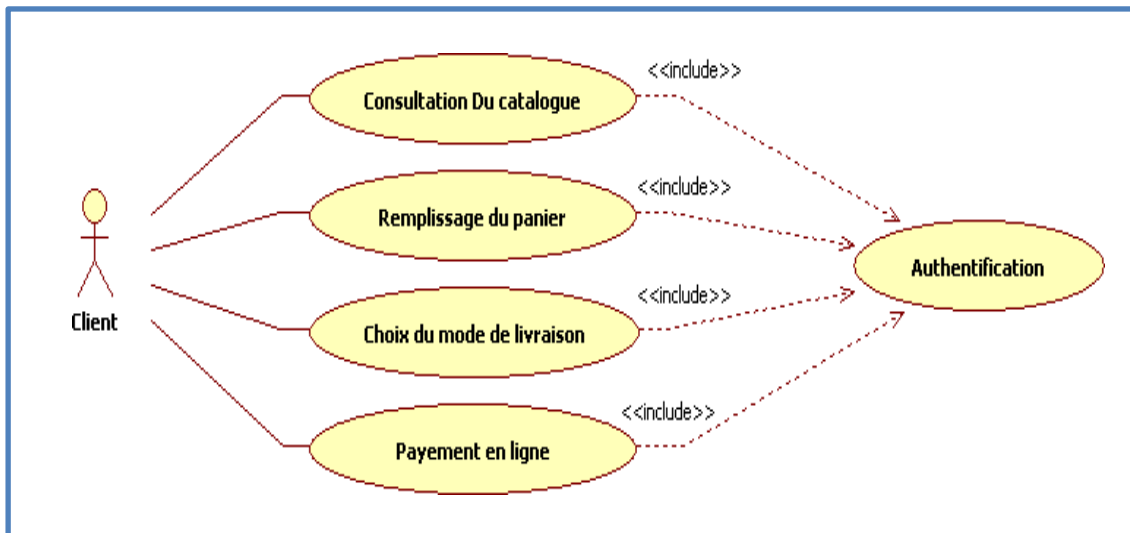 <<include>>
Consultation Du catalogue
<<include>>
Remplissage du panier
Authentification
<<include>>
Client
Choix du mode de livraison
<<include>>
Payement en ligne